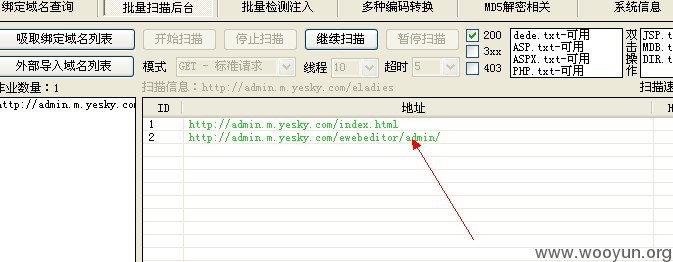 绑定域名查询 批量扫描后台 批量检测注入 多种编码转换 MD5解密相关 系统信息
吸取绑定域名列表 开始扫描 停止扫描 继续扫描 暂停扫描 200 dede.txt-可用 双击操作 JSP.
3xx ASP.txt-可用 MDB.
外部导入域名列表 模式 GET - 标准请求 线程 10 超时 5 403 ASPX.txt-可用 DIR.
PHP.txt-可用
作业数量:1 扫描信息:http://admin.m.yesky.com/eladies 扫描速
http://admin.m.yesky.co
ID 地址 H
1 http://admin.m.yesky.com/index.html
2 http://admin.m.yesky.com/ewebeditor/admin/
www.wooyun.org